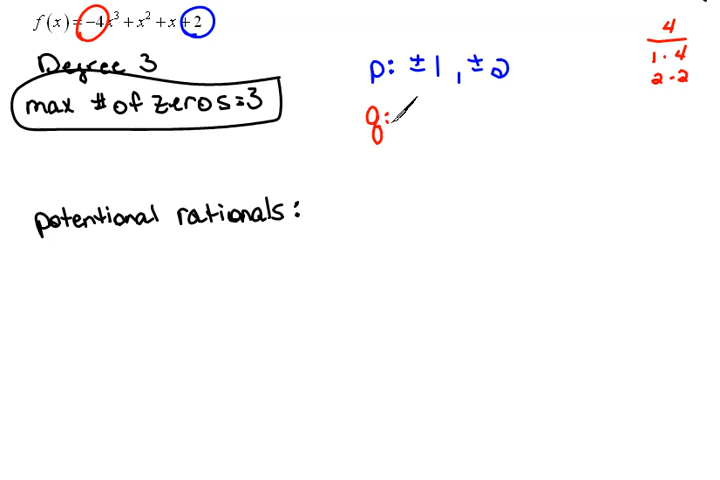 f(x) = -4x³ + x² + x + 2
4
1 · 4
2 - 2
Degree 3
p: ±1, ±2
max # of zeros = 3
q:
potentional rationals: